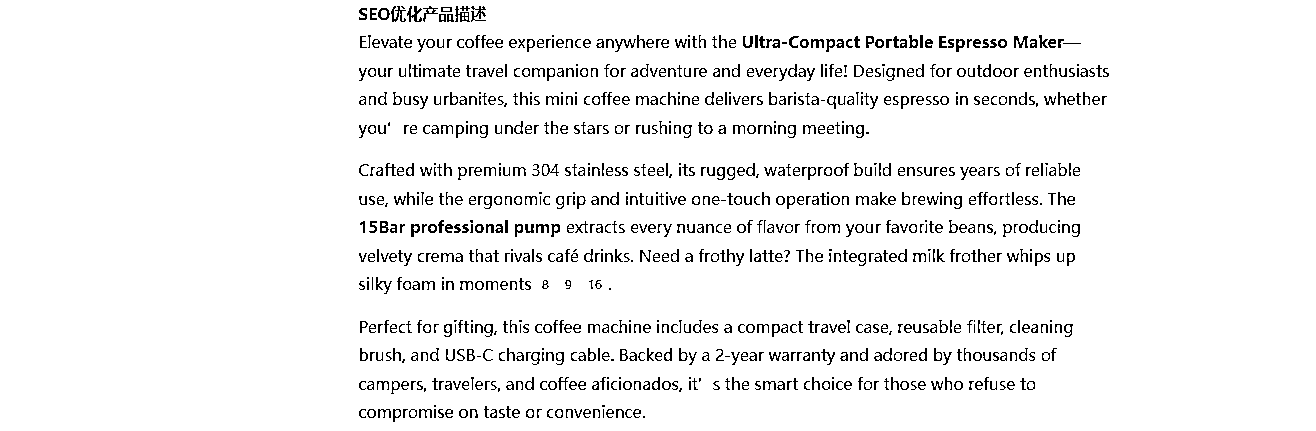 SEO优化产品描述
Elevate your coffee experience anywhere with the Ultra-Compact Portable Espresso Maker—
your ultimate travel companion for adventure and everyday life! Designed for outdoor enthusiasts
and busy urbanites, this mini coffee machine delivers barista-quality espresso in seconds, whether
you‘ re camping under the stars or rushing to a morning meeting.
Crafted with premium 304 stainless steel, its rugged, waterproof build ensures years of reliable
use, while the ergonomic grip and intuitive one-touch operation make brewing effortless. The
15Bar professional pump extracts every nuance of flavor from your favorite beans, producing
velvety crema that rivals café drinks. Need a frothy latte? The integrated milk frother whips up
silky foam in moments 8 9 16 .
Perfect for gifting, this coffee machine includes a compact travel case, reusable filter, cleaning
brush, and USB-C charging cable. Backed by a 2-year warranty and adored by thousands of
campers, travelers, and coffee aficionados, it’ s the smart choice for those who refuse to
compromise on taste or convenience.